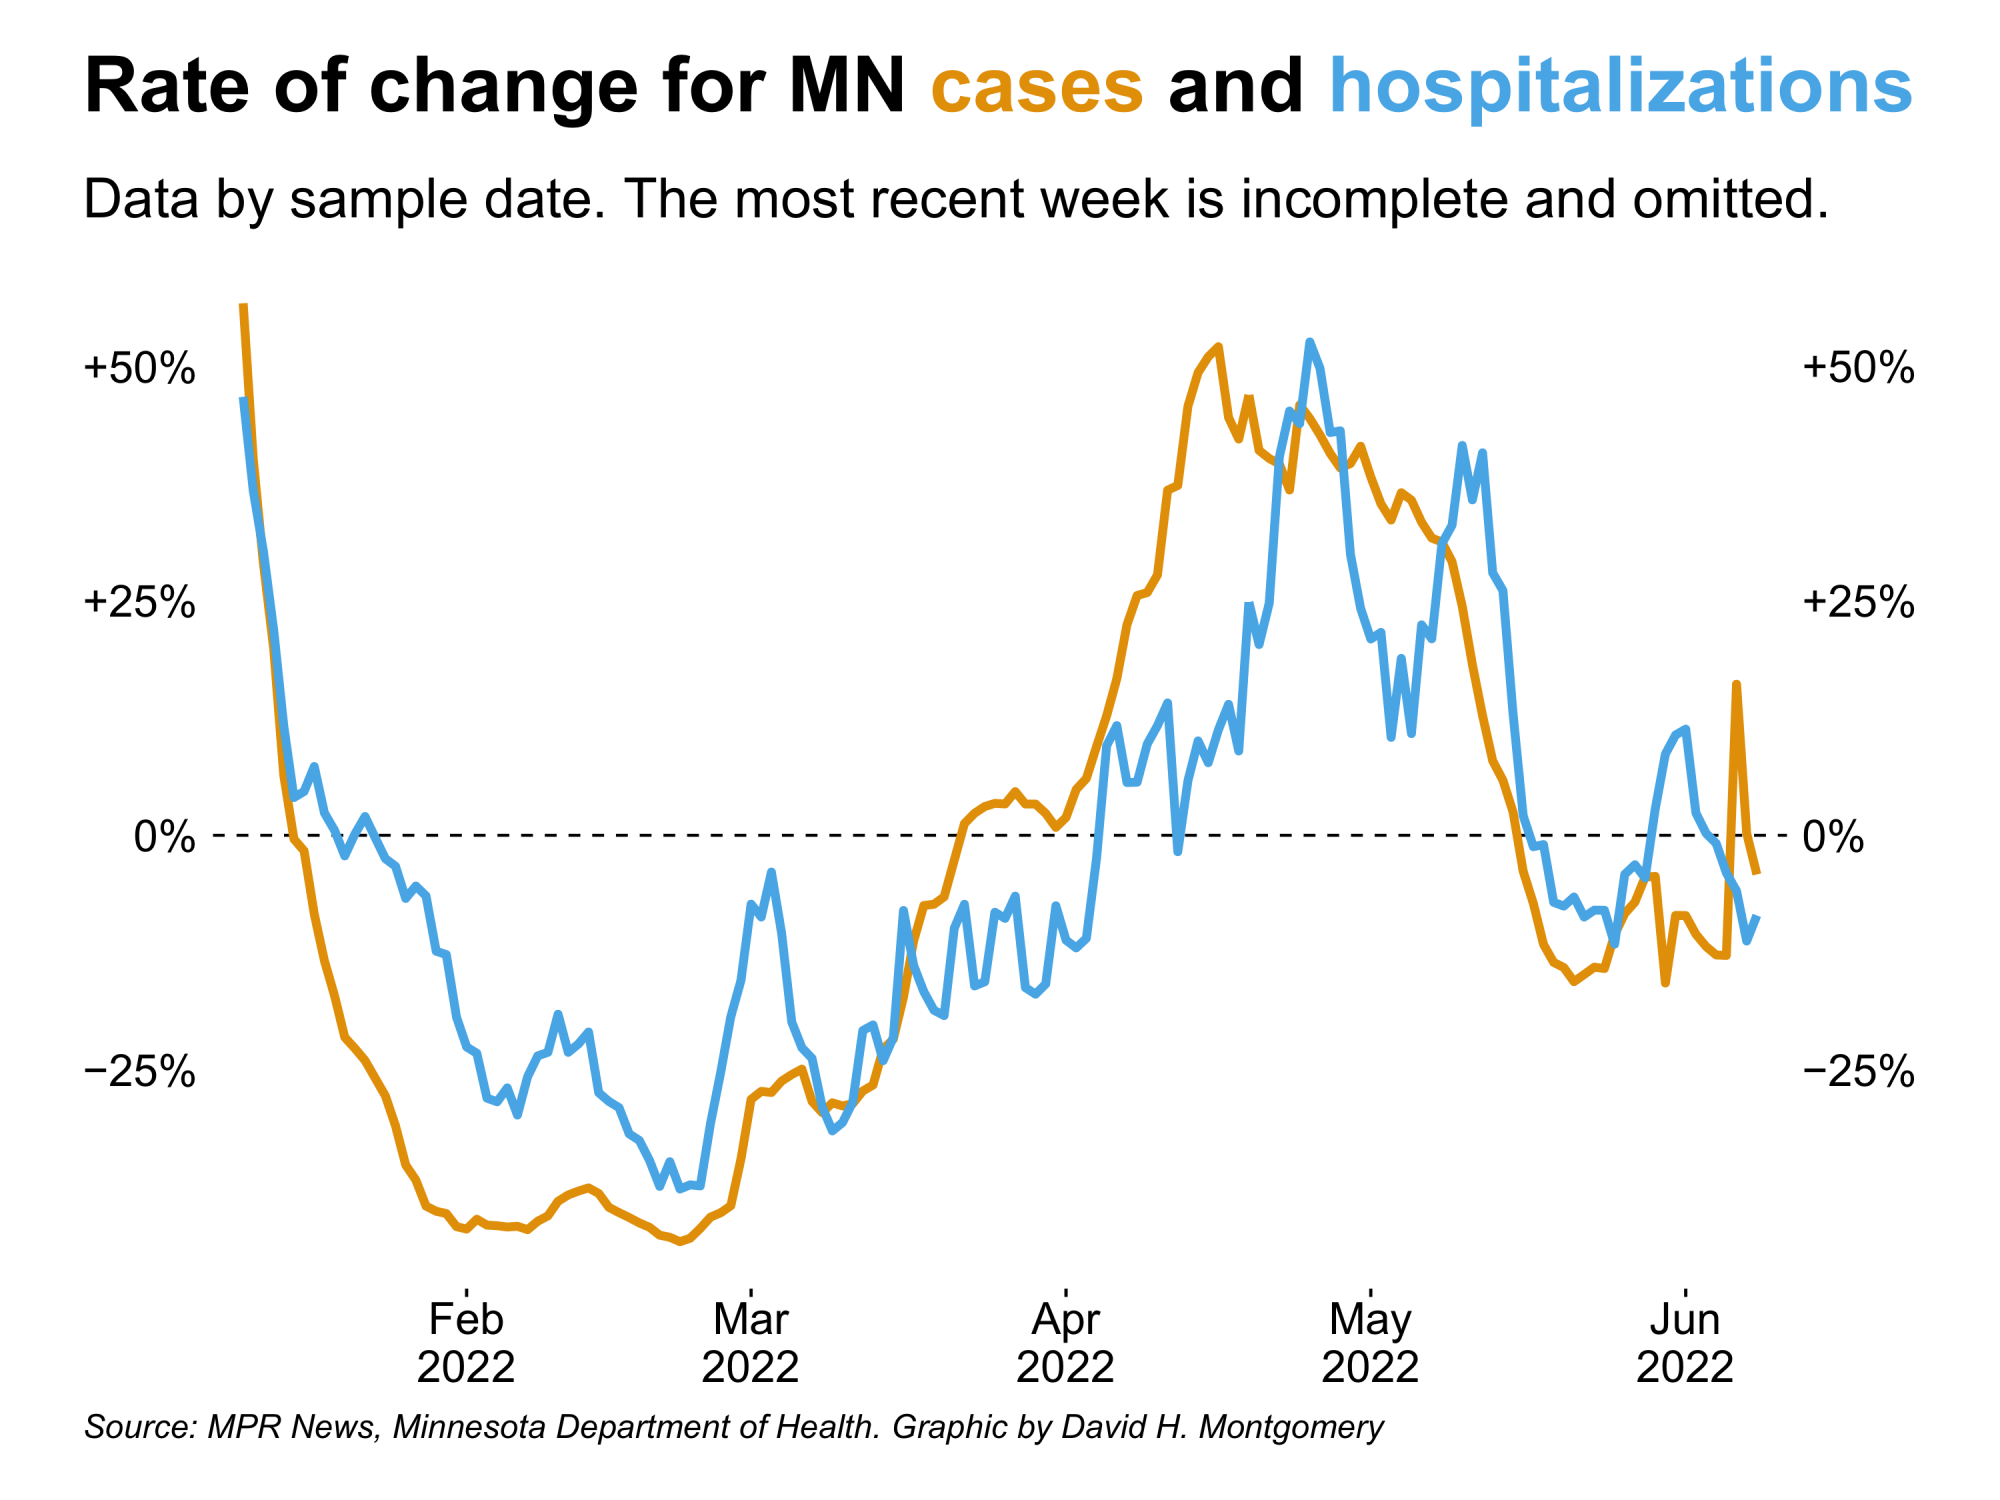 Rate of change for MN cases and hospitalizations
Data by sample date. The most recent week is incomplete and omitted.
+50% +50%
+25% +25%
0% 0%
−25% −25%
Feb Mar Apr May Jun
2022 2022 2022 2022 2022
Source: MPR News, Minnesota Department of Health. Graphic by David H. Montgomery